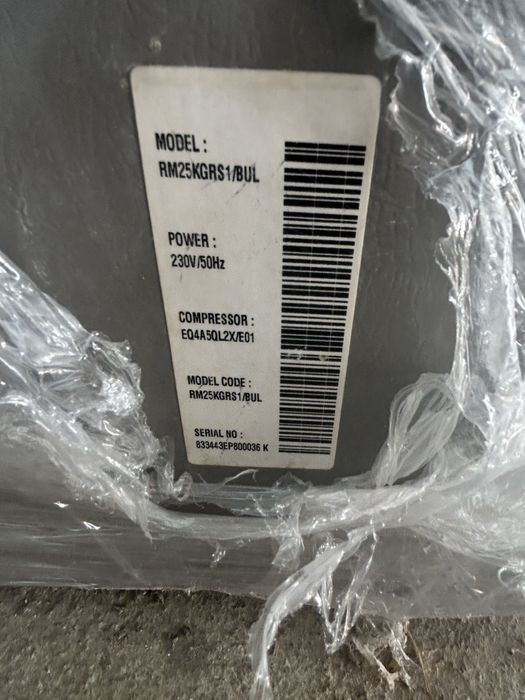 MODEL :
RM25KGRS1/BUL
POWER :
230V/50Hz
COMPRESSOR :
EQ4A5QL2X/E01
MODEL CODE :
RM25KGRS1/BUL
SERIAL NO :
833443EP800036 K